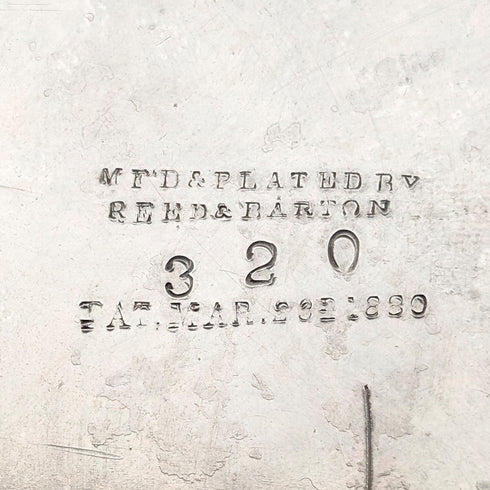 MF'D & PLATED BY
REED & BARTON
320
PAT. MAR. 1880